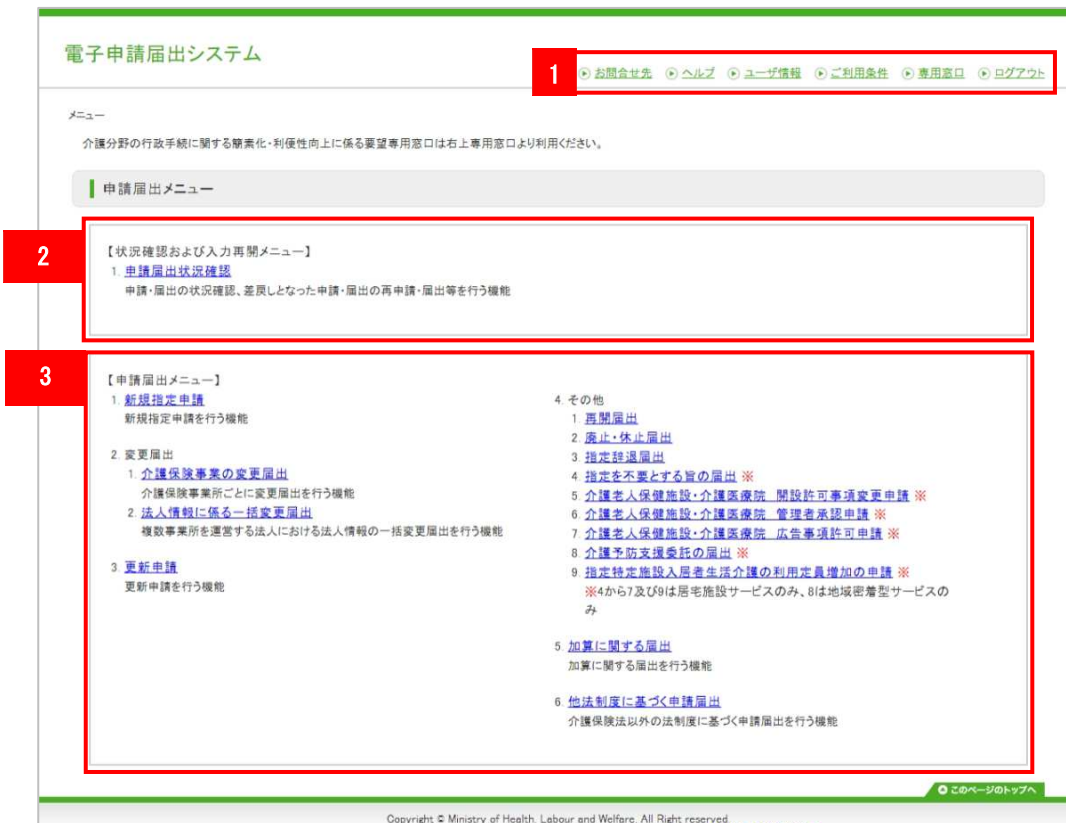 電子申請届出システム
1
お問合せ先 ヘルプ ユーザ情報 ご利用条件 専用窓口 ログアウト
メニュー
介護分野の行政手続に関する簡素化・利便性向上に係る要望専用窓口は右上専用窓口より利用ください。
申請届出メニュー
2
【状況確認および入力再開メニュー】
1. 申請届出状況確認
申請・届出の状況確認、差戻しとなった申請・届出の再申請・届出等を行う機能
3
【申請届出メニュー】
1. 新規指定申請
新規指定申請を行う機能
2. 変更届出
1. 介護保険事業の変更届出
介護保険事業所ごとに変更届出を行う機能
2. 法人情報に係る一括変更届出
複数事業所を運営する法人における法人情報の一括変更届出を行う機能
3. 更新申請
更新申請を行う機能
4. その他
1. 再開届出
2. 廃止・休止届出
3. 指定辞退届出
4. 指定を不要とする旨の届出 ※
5. 介護老人保健施設・介護医療院 開設許可事項変更申請 ※
6. 介護老人保健施設・介護医療院 管理者承認申請 ※
7. 介護老人保健施設・介護医療院 広告事項許可申請 ※
8. 介護予防支援委託の届出 ※
9. 指定特定施設入居者生活介護の利用定員増加の申請 ※
※4から7及び9は居宅施設サービスのみ、8は地域密着型サービスの
み
5. 加算に関する届出
加算に関する届出を行う機能
6. 他法制度に基づく申請届出
介護保険法以外の法制度に基づく申請届出を行う機能
このページのトップへ
Copyright © Ministry of Health, Labour and Welfare, All Right reserved.